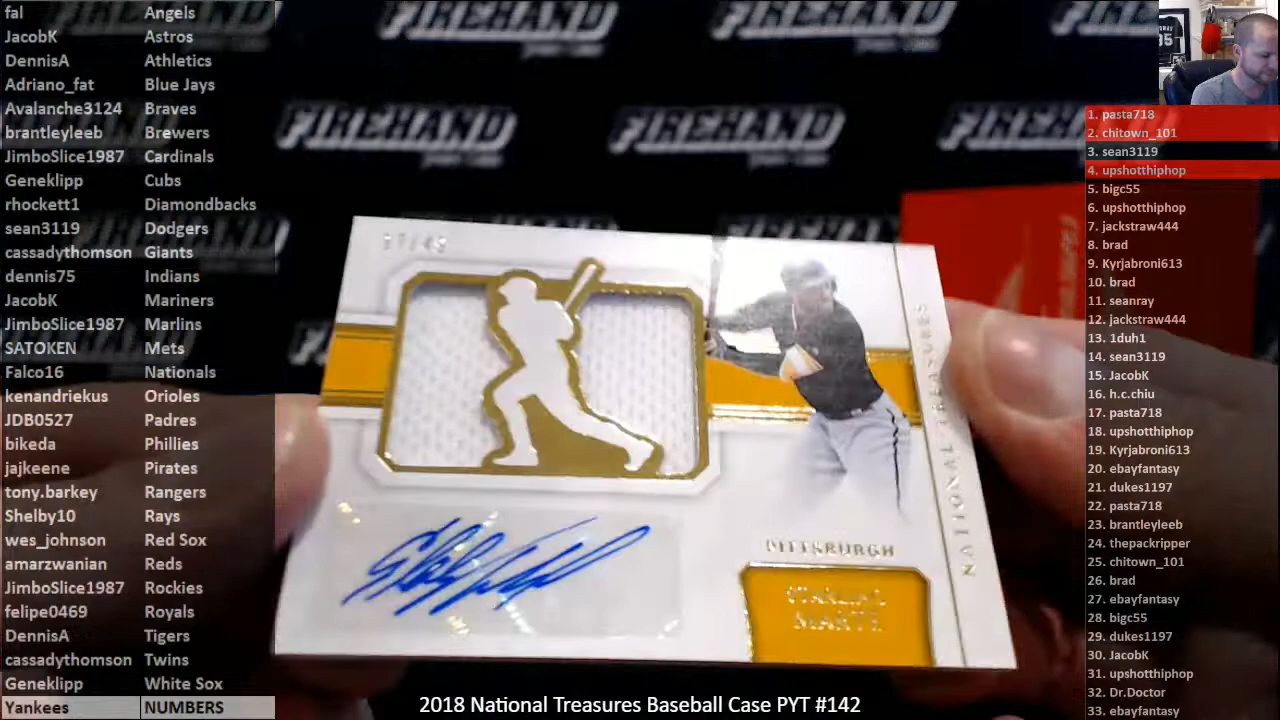 fal Angels
JacobK Astros
DennisA Athletics
Adriano_fat Blue Jays
Avalanche3124 Braves
brantleyleeb Brewers
JimboSlice1987 Cardinals
Geneklipp Cubs
rhockett1 Diamondbacks
sean3119 Dodgers
cassadythomson Giants
dennis75 Indians
JacobK Mariners
JimboSlice1987 Marlins
SATOKEN Mets
Falco16 Nationals
kenandriekus Orioles
JDB0527 Padres
bikeda Phillies
jajkeene Pirates
tony.barkey Rangers
Shelby10 Rays
wes_johnson Red Sox
amarzwanian Reds
JimboSlice1987 Rockies
felipe0469 Royals
DennisA Tigers
cassadythomson Twins
Geneklipp White Sox
Yankees NUMBERS
FIREHAND FIREHAND
FIREHAND FIREHAND FIREHAND
NATIONAL TREASURES
PITTSBURGH
STARLING
MARTE
2018 National Treasures Baseball Case PYT #142
1. pasta718
2. chitown_101
3. sean3119
4. upshotthiphop
5. bigc55
6. upshotthiphop
7. jackstraw444
8. brad
9. Kyrjabroni613
10. brad
11. seanray
12. jackstraw444
13. 1duh1
14. sean3119
15. JacobK
16. h.c.chiu
17. pasta718
18. upshotthiphop
19. Kyrjabroni613
20. ebayfantasy
21. dukes1197
22. pasta718
23. brantleyleeb
24. thepackripper
25. chitown_101
26. brad
27. ebayfantasy
28. bigc55
29. dukes1197
30. JacobK
31. upshotthiphop
32. Dr.Doctor
33. ebayfantasy